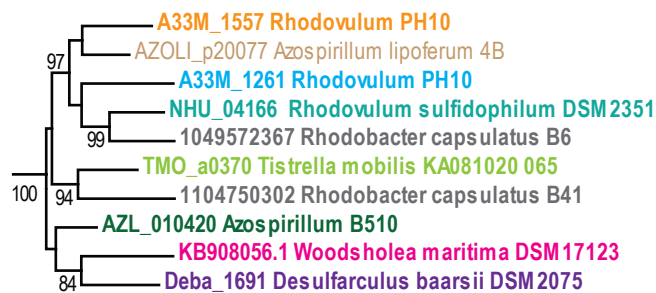 A33M_1557 Rhodovulum PH10
AZOLI_p20077 Azospirillum lipoferum 4B
97
A33M_1261 Rhodovulum PH10
NHU_04166 Rhodovulum sulfidophilum DSM2351
99
1049572367 Rhodobacter capsulatus B6
TMO_a0370 Tistrella mobilis KA081020 065
100
94
1104750302 Rhodobacter capsulatus B41
AZL_010420 Azospirillum B510
KB908056.1 Woodsholea maritima DSM17123
84
Deba_1691 Desulfarculus baarsii DSM2075